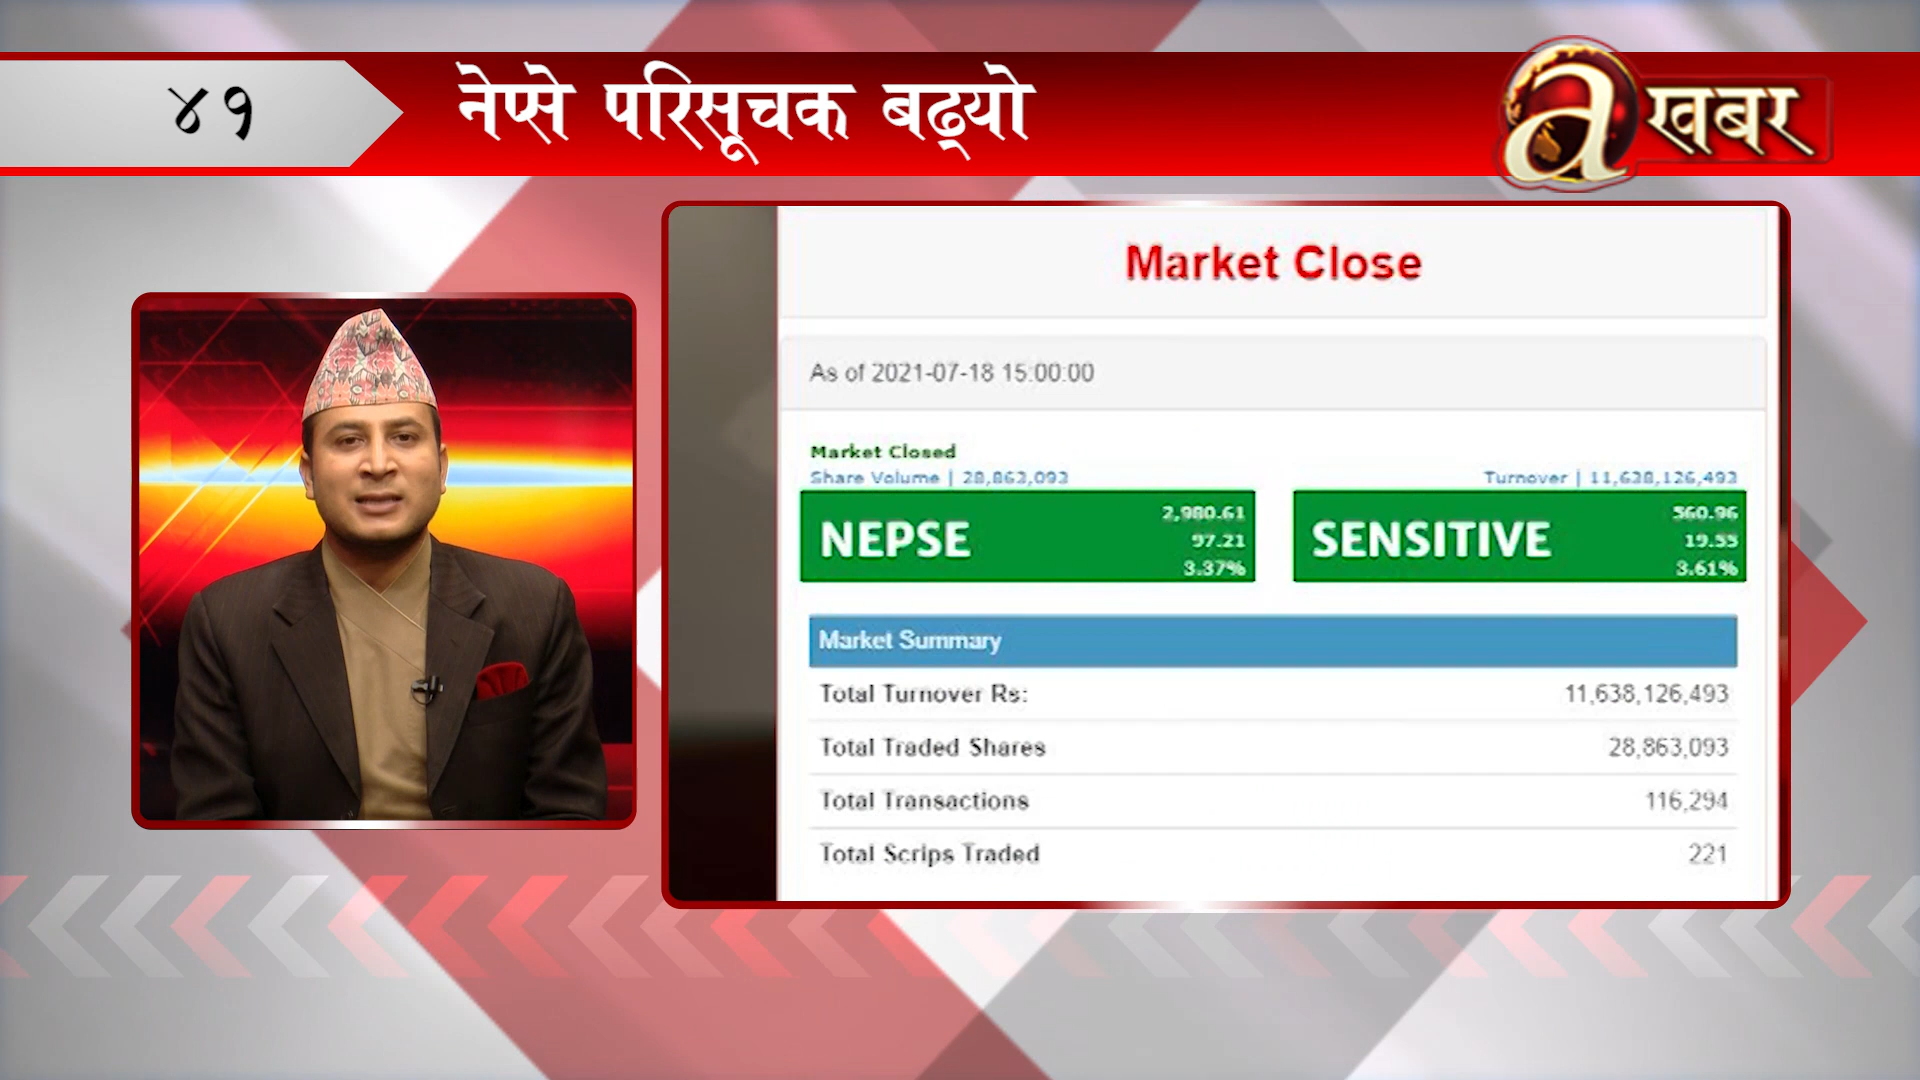 ४१
नेप्से परिसूचक बढ्यो
a खबर
Market Close
As of 2021-07-18 15:00:00
Market Closed
Share Volume | 28,863,093
Turnover | 11,638,126,493
NEPSE
2,980.61
97.21
3.37%
SENSITIVE
560.96
19.55
3.61%
Market Summary
Total Turnover Rs: 11,638,126,493
Total Traded Shares 28,863,093
Total Transactions 116,294
Total Scrips Traded 221